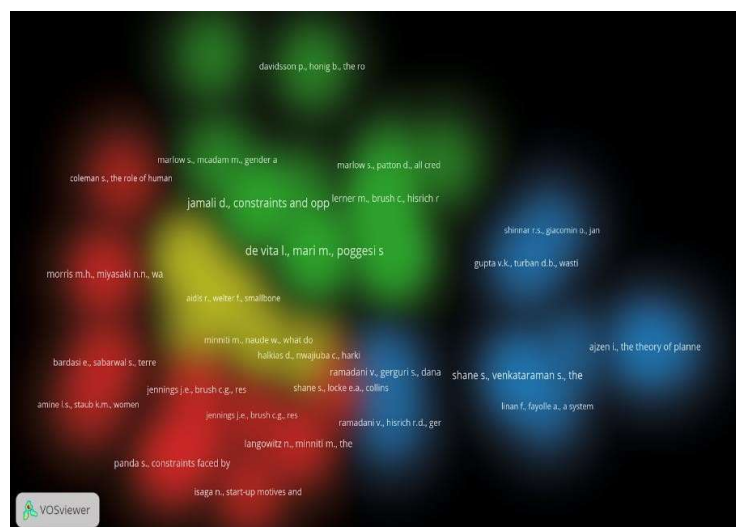 davidsson p., honig b., the ro
marlow s., mcadam m., gender a
marlow s., patton d., all cred
coleman s., the role of human
jamali d., constraints and opp
lerner m., brush c., hisrich r
shinnar r.s., giacomin o., jan
de vita l., mari m., poggesi s
gupta v.k., turban d.b., wasti
morris m.h., miyasaki n.n., wa
aidis r., welter f., smallbone
minniti m., naude w., what do
ajzen i., the theory of planne
halkias d., nwajiuba c., harki
bardasi e., sabarwal s., terre
ramadani v., gerguri s., dana
shane s., venkataraman s., the
jennings j.e., brush c.g., res
shane s., locke e.a., collins
amine l.s., staub k.m., women
linan f., fayolle a., a system
jennings j.e., brush c.g., res
ramadani v., hisrich r.d., ger
langowitz n., minniti m., the
panda s., constraints faced by
isaga n., start-up motives and
VOSviewer